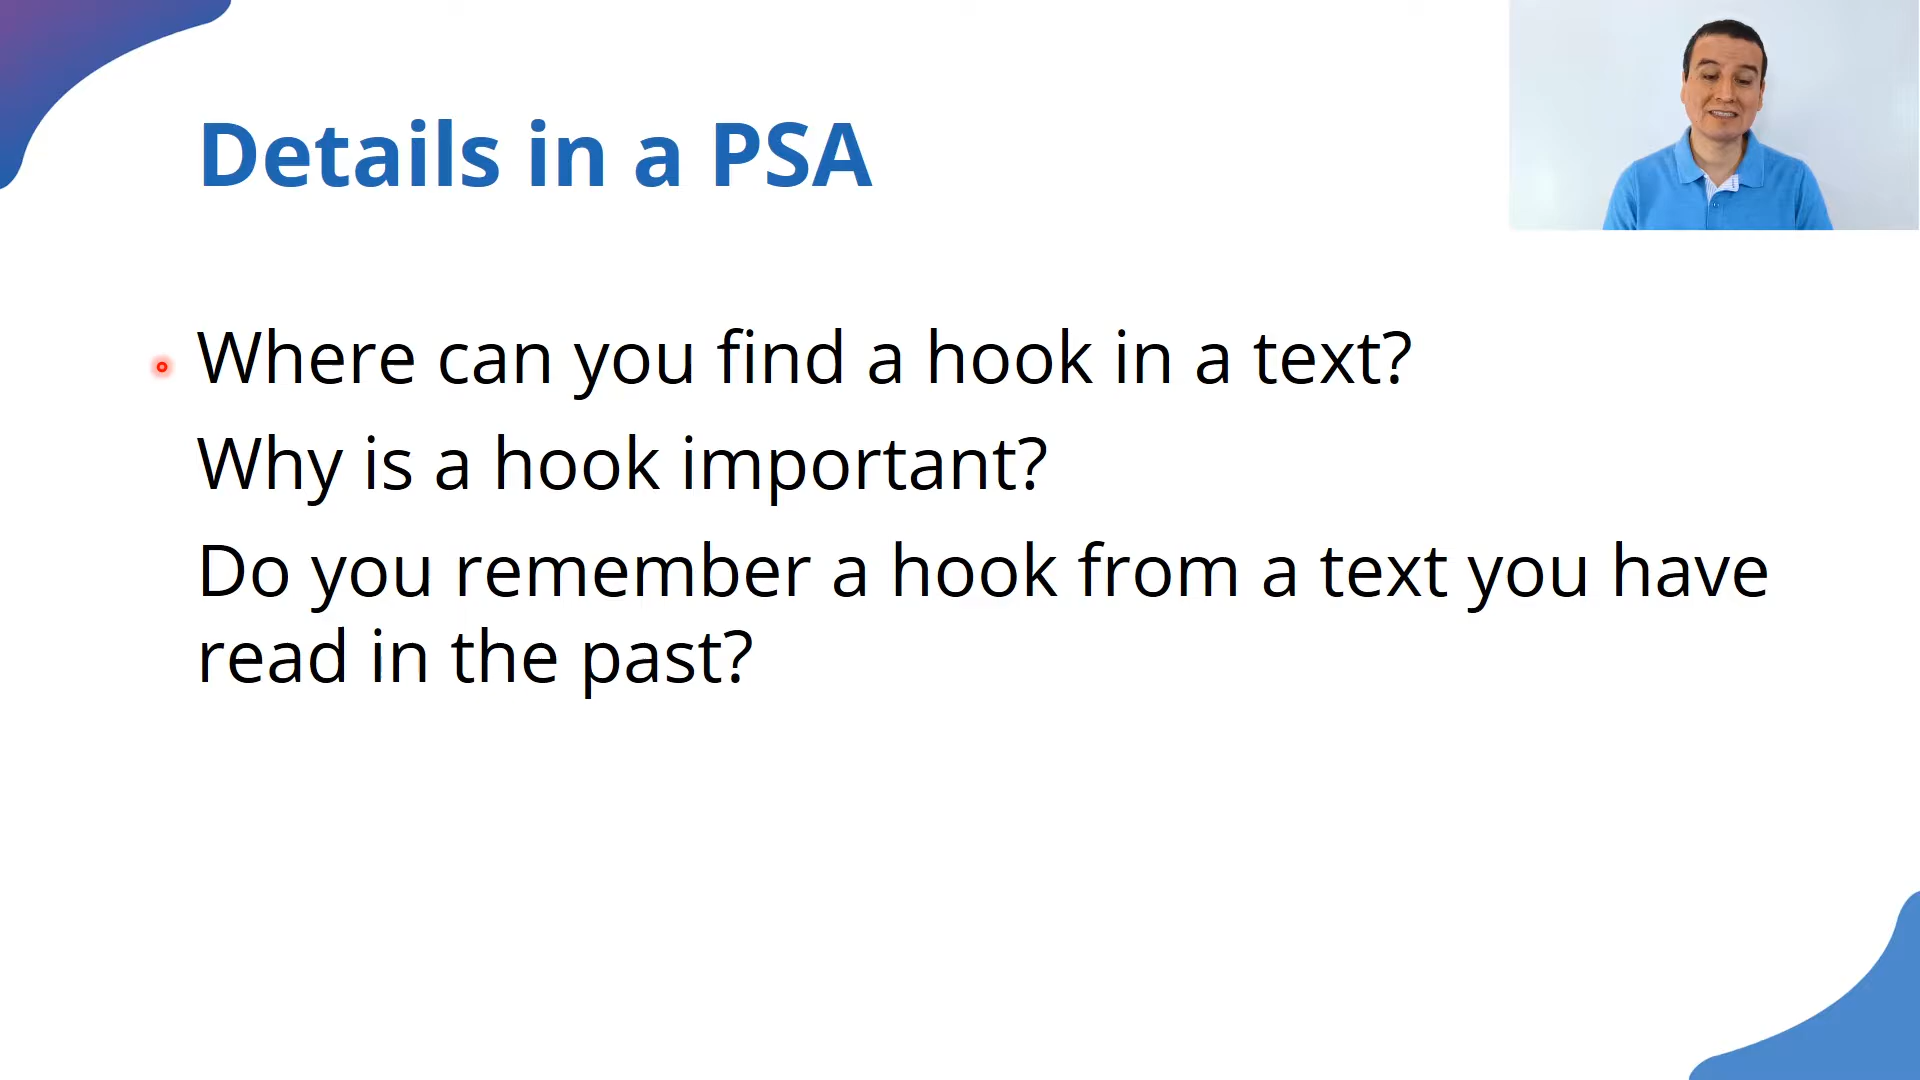 Details in a PSA
Where can you find a hook in a text?
Why is a hook important?
Do you remember a hook from a text you have
read in the past?